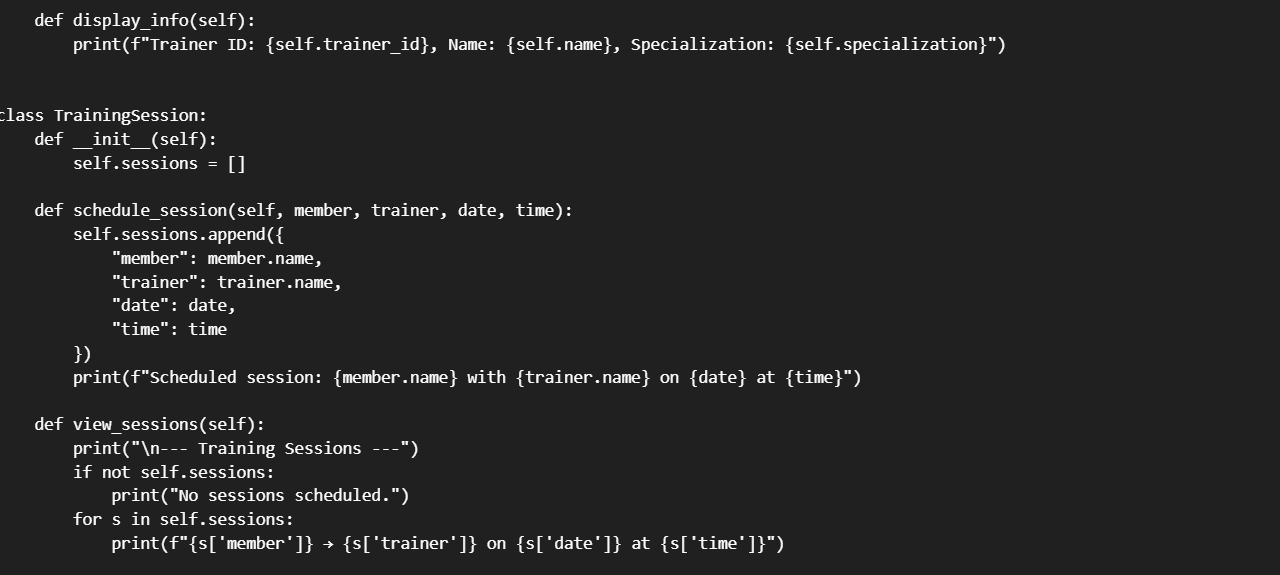 def display_info(self):
        print(f"Trainer ID: {self.trainer_id}, Name: {self.name}, Specialization: {self.specialization}")
class TrainingSession:
    def __init__(self):
        self.sessions = []
    def schedule_session(self, member, trainer, date, time):
        self.sessions.append({
            "member": member.name,
            "trainer": trainer.name,
            "date": date,
            "time": time
        })
        print(f"Scheduled session: {member.name} with {trainer.name} on {date} at {time}")
    def view_sessions(self):
        print("\n--- Training Sessions ---")
        if not self.sessions:
            print("No sessions scheduled.")
        for s in self.sessions:
            print(f"{s['member']} → {s['trainer']} on {s['date']} at {s['time']}")